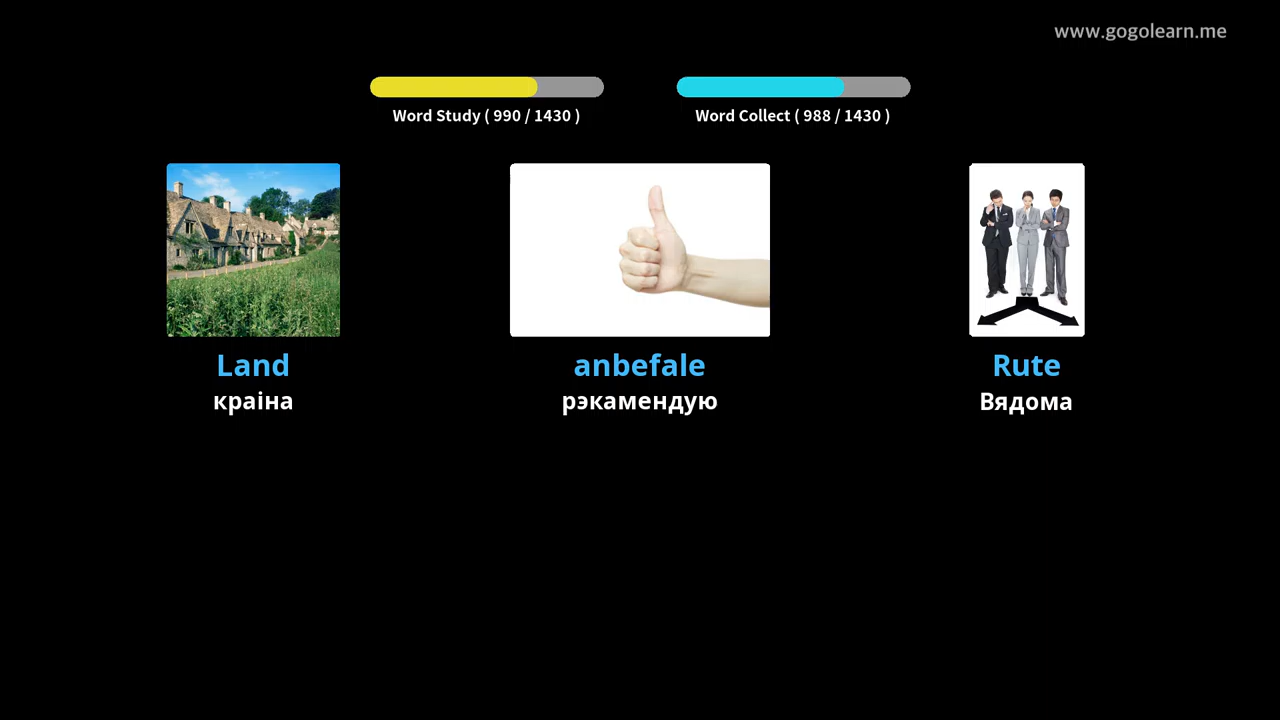 www.gogolearn.me
Word Study ( 990 / 1430 )
Word Collect ( 988 / 1430 )
Land
anbefale
Rute
краіна
рэкамендую
Вядома